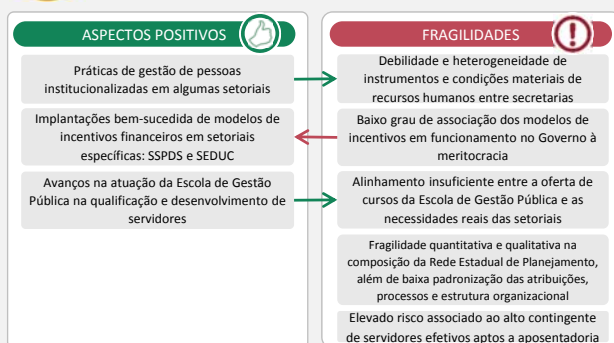 ASPECTOS POSITIVOS
Práticas de gestão de pessoas
institucionalizadas em algumas setoriais
Implantações bem-sucedida de modelos de
incentivos financeiros em setoriais
específicas: SSPDS e SEDUC
Avanços na atuação da Escola de Gestão
Pública na qualificação e desenvolvimento de
servidores
FRAGILIDADES
Debilidade e heterogeneidade de
instrumentos e condições materiais de
recursos humanos entre secretarias
Baixo grau de associação dos modelos de
incentivos em funcionamento no Governo à
meritocracia
Alinhamento insuficiente entre a oferta de
cursos da Escola de Gestão Pública e as
necessidades reais das setoriais
Fragilidade quantitativa e qualitativa na
composição da Rede Estadual de Planejamento,
além de baixa padronização das atribuições,
processos e estrutura organizacional
Elevado risco associado ao alto contingente
de servidores efetivos aptos a aposentadoria